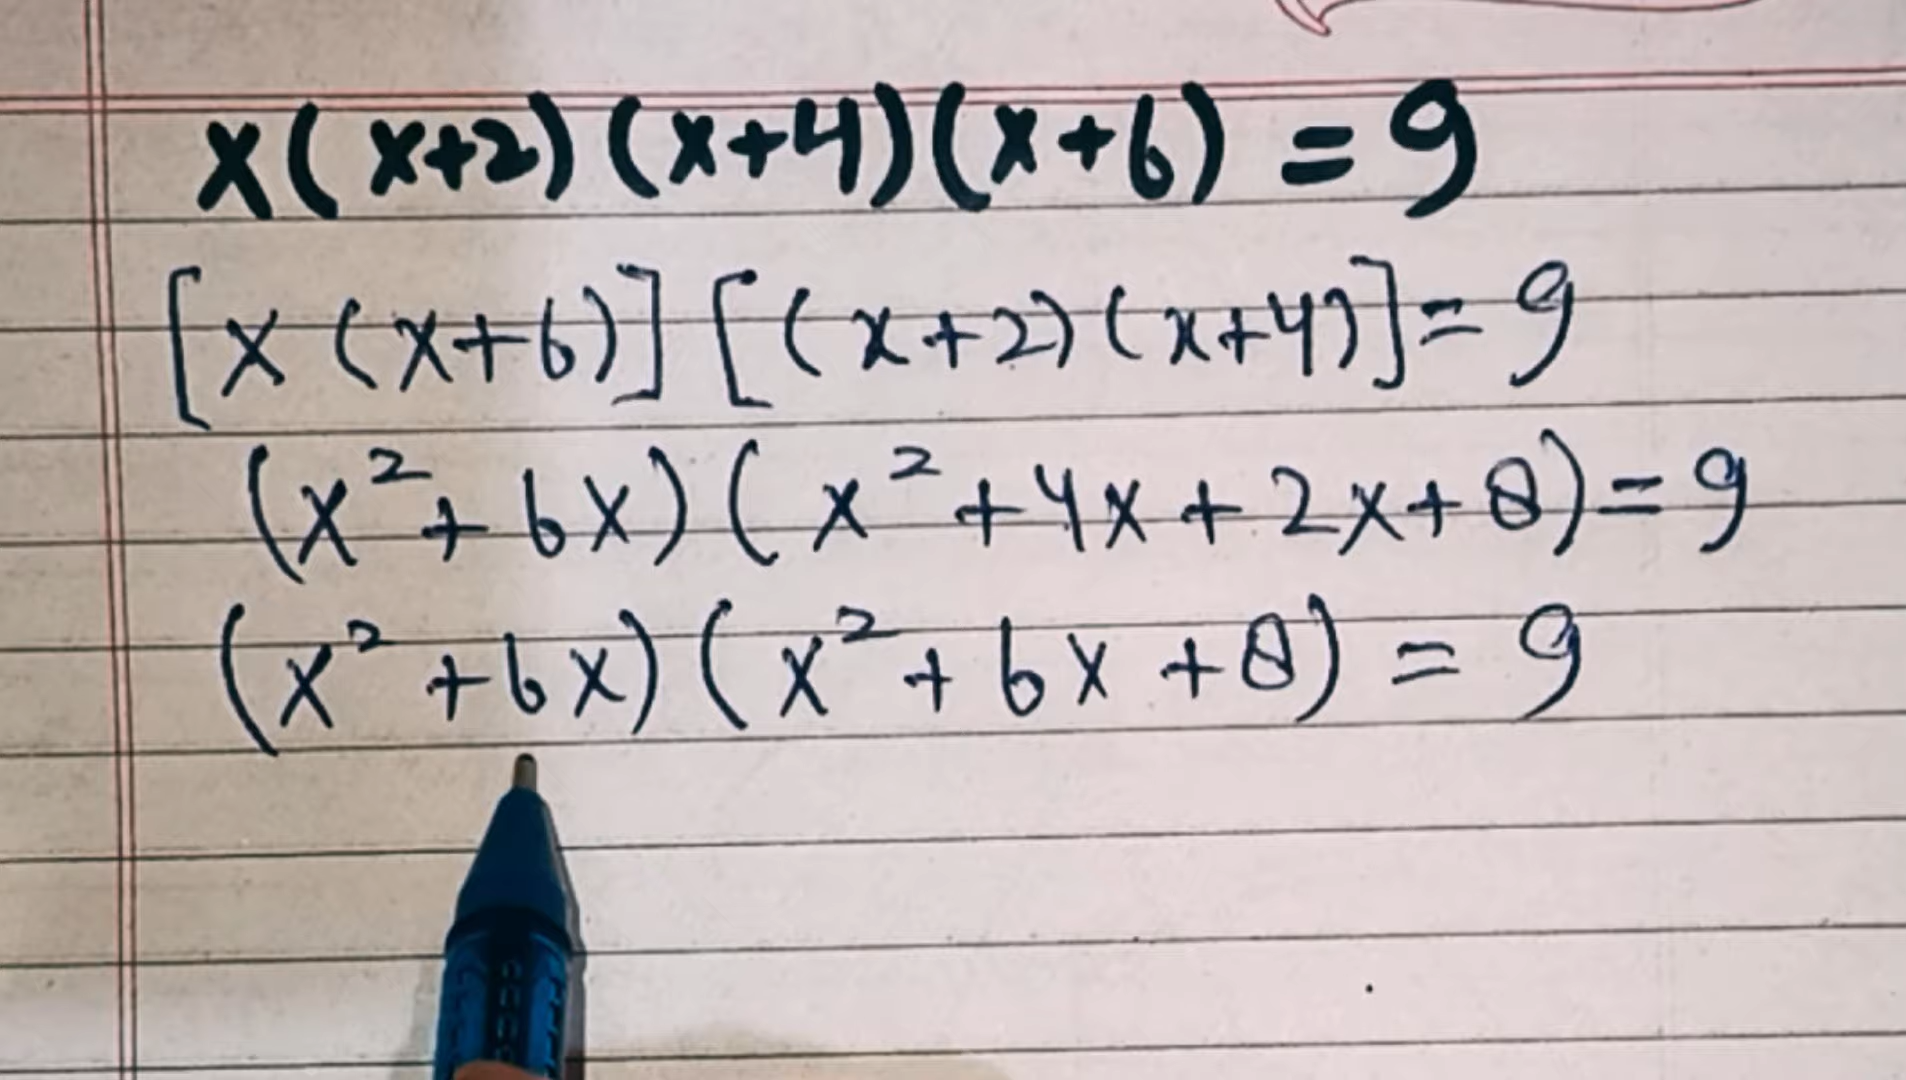 x(x+2)(x+4)(x+6) = 9
[x(x+6)][(x+2)(x+4)] = 9
(x²+6x)(x²+4x+2x+8) = 9
(x²+6x)(x²+6x+8) = 9